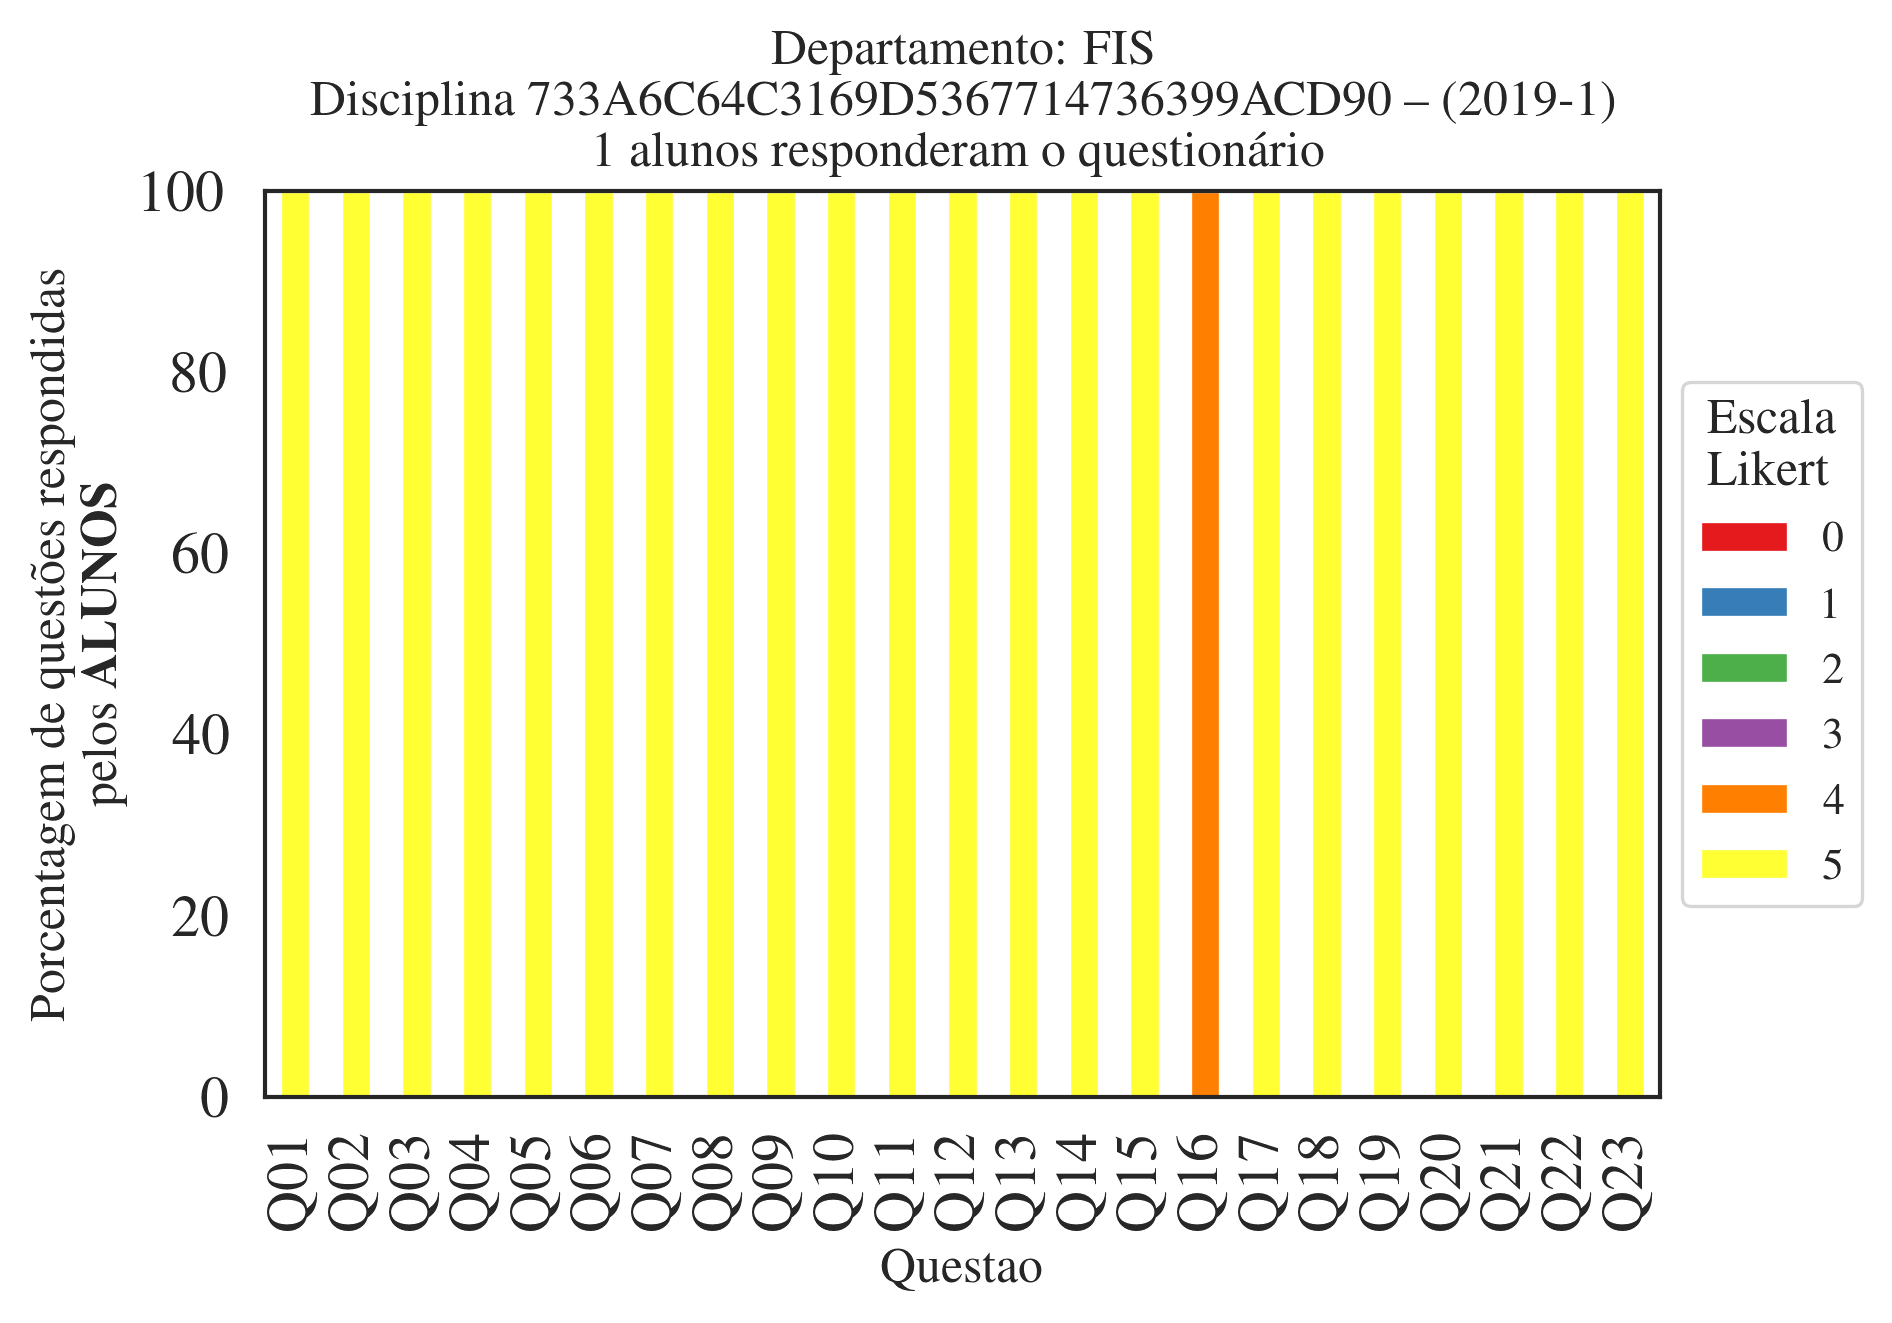 Departamento: FIS
Disciplina 733A6C64C3169D5367714736399ACD90 – (2019-1)
1 alunos responderam o questionário
Porcentagem de questões respondidas
pelos ALUNOS
100
80
60
40
20
0
Q01
Q02
Q03
Q04
Q05
Q06
Q07
Q08
Q09
Q10
Q11
Q12
Q13
Q14
Q15
Q16
Q17
Q18
Q19
Q20
Q21
Q22
Q23
Questao
Escala
Likert
0
1
2
3
4
5